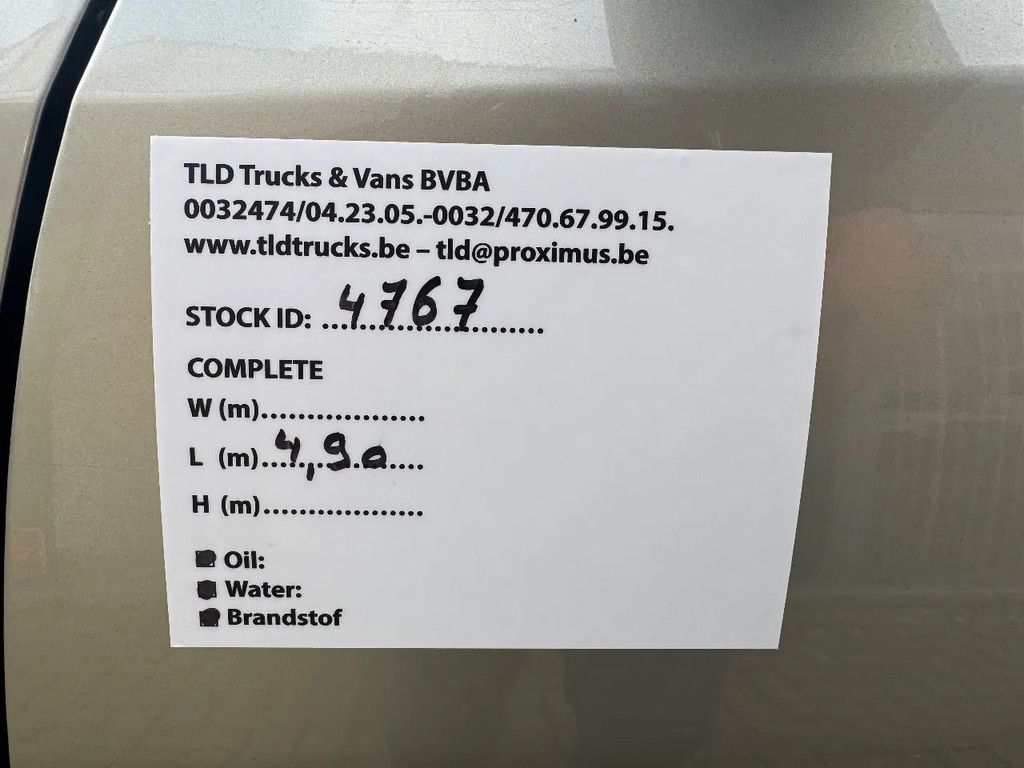 TLD Trucks & Vans BVBA
0032474/04.23.05.-0032/470.67.99.15.
www.tldtrucks.be – tld@proximus.be
STOCK ID: 4767
COMPLETE
W (m)..................
L (m) 4,90
H (m)..................
Oil:
Water:
Brandstof